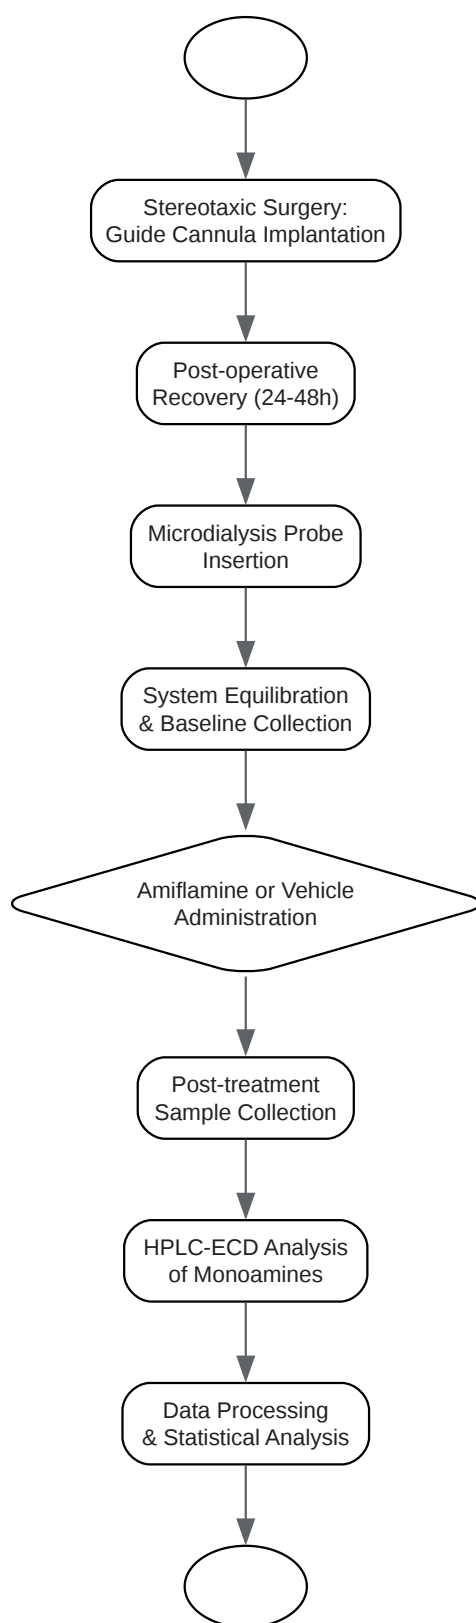 Stereotaxic Surgery:
Guide Cannula Implantation
Post-operative
Recovery (24-48h)
Microdialysis Probe
Insertion
System Equilibration
& Baseline Collection
Amiflamine or Vehicle
Administration
Post-treatment
Sample Collection
HPLC-ECD Analysis
of Monoamines
Data Processing
& Statistical Analysis